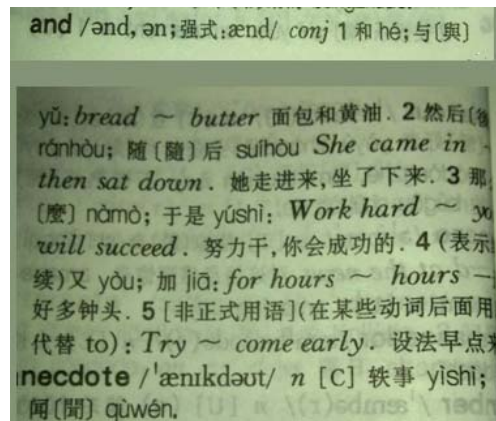 and /ənd, ən; 强式: ænd/ conj 1 和 hé; 与〔與〕
yǔ: bread ~ butter 面包和黄油. 2 然后〔後
ránhòu; 随〔隨〕后 suíhòu She came in ~
then sat down. 她走进来,坐了下来. 3 那
〔麼〕 nàmò; 于是 yúshì: Work hard ~ yo
will succeed. 努力干,你会成功的. 4 (表示
续)又 yòu; 加 jiā: for hours ~ hours —
好多钟头. 5 [非正式用语](在某些动词后面用
代替 to): Try ~ come early. 设法早点
necdote /ˈænɪkdəʊt/ n [C] 轶事 yìshì;
闻〔聞〕 qùwén.